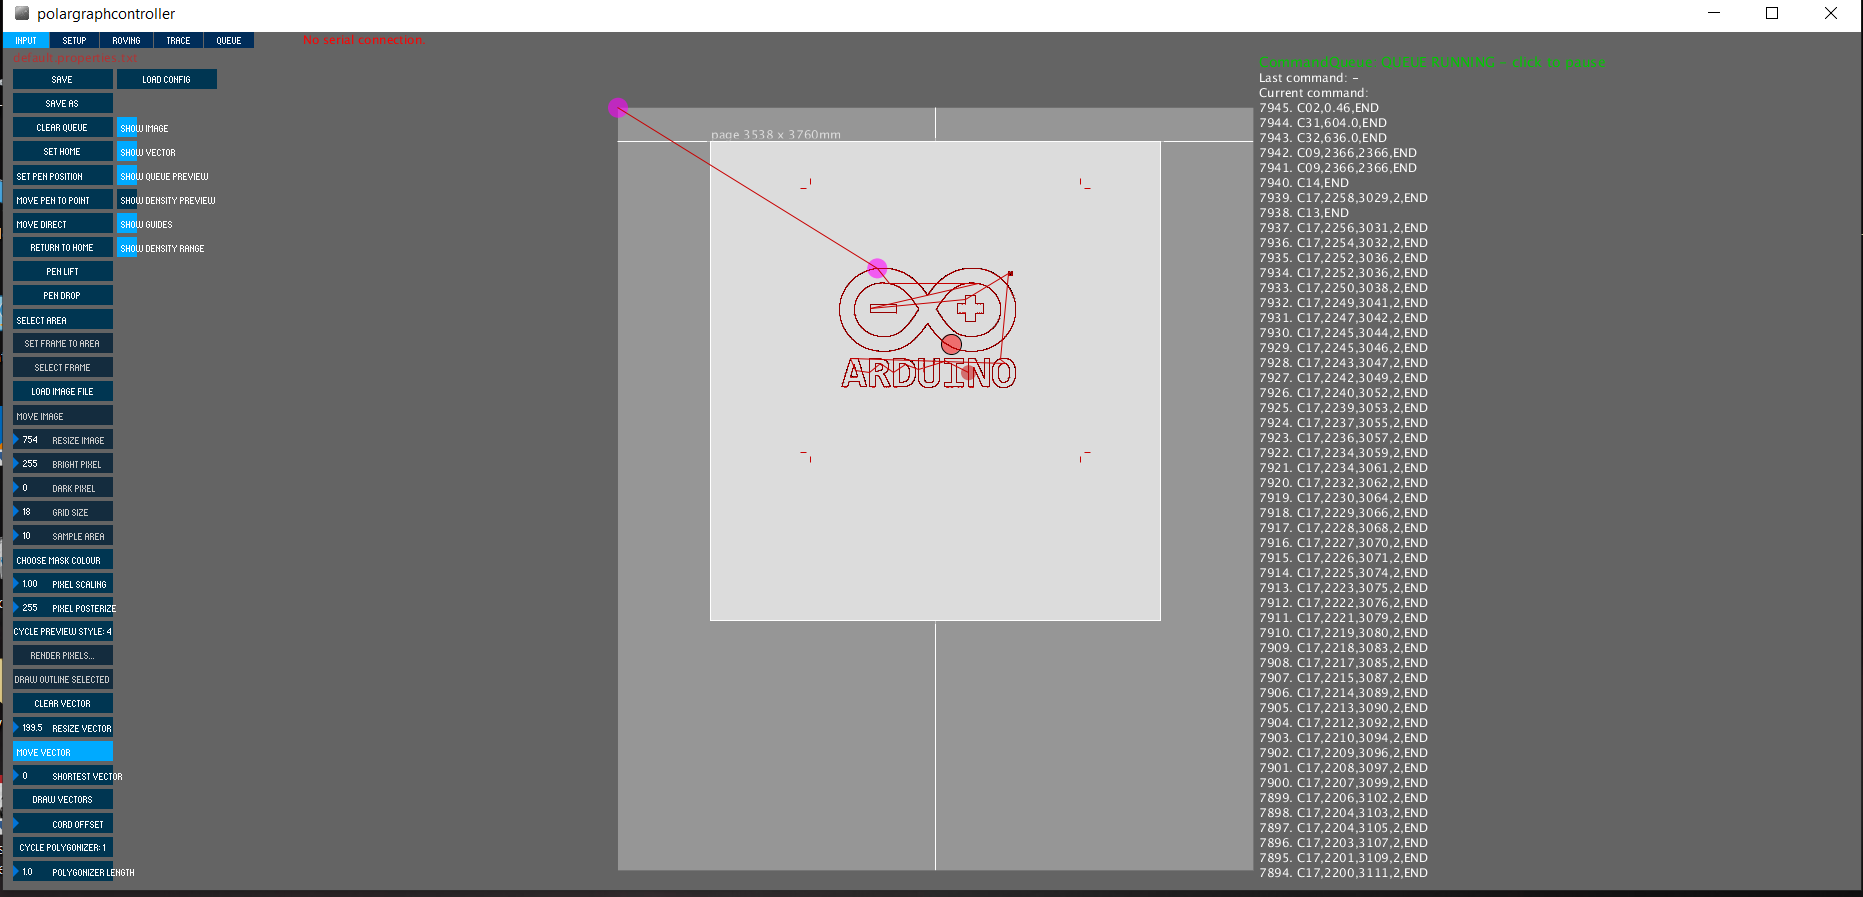 polargraphcontroller
INPUT SETUP ROVING TRACE QUEUE No serial connection.
default.properties.txt
SAVE LOAD CONFIG
SAVE AS
CLEAR QUEUE SHOW IMAGE
SET HOME SHOW VECTOR
SET PEN POSITION SHOW QUEUE PREVIEW
MOVE PEN TO POINT SHOW DENSITY PREVIEW
MOVE DIRECT SHOW GUIDES
RETURN TO HOME SHOW DENSITY RANGE
PEN LIFT
PEN DROP
SELECT AREA
SET FRAME TO AREA
SELECT FRAME
LOAD IMAGE FILE
MOVE IMAGE
754 RESIZE IMAGE
255 BRIGHT PIXEL
0 DARK PIXEL
18 GRID SIZE
10 SAMPLE AREA
CHOOSE MASK COLOUR
1.00 PIXEL SCALING
255 PIXEL POSTERIZE
CYCLE PREVIEW STYLE: 4
RENDER PIXELS...
DRAW OUTLINE SELECTED
CLEAR VECTOR
199.5 RESIZE VECTOR
MOVE VECTOR
0 SHORTEST VECTOR
DRAW VECTORS
CORD OFFSET
CYCLE POLYGONIZER: 1
1.0 POLYGONIZER LENGTH
page 3538 x 3760mm
ARDUINO
CommandQueue: QUEUE RUNNING - click to pause
Last command: -
Current command:
7945. C02,0.46,END
7944. C31,604.0,END
7943. C32,636.0,END
7942. C09,2366,2366,END
7941. C09,2366,2366,END
7940. C14,END
7939. C17,2258,3029,2,END
7938. C13,END
7937. C17,2256,3031,2,END
7936. C17,2254,3032,2,END
7935. C17,2252,3036,2,END
7934. C17,2252,3036,2,END
7933. C17,2250,3038,2,END
7932. C17,2249,3041,2,END
7931. C17,2247,3042,2,END
7930. C17,2245,3044,2,END
7929. C17,2245,3046,2,END
7928. C17,2243,3047,2,END
7927. C17,2242,3049,2,END
7926. C17,2240,3052,2,END
7925. C17,2239,3053,2,END
7924. C17,2237,3055,2,END
7923. C17,2236,3057,2,END
7922. C17,2234,3059,2,END
7921. C17,2234,3061,2,END
7920. C17,2232,3062,2,END
7919. C17,2230,3064,2,END
7918. C17,2229,3066,2,END
7917. C17,2228,3068,2,END
7916. C17,2227,3070,2,END
7915. C17,2226,3071,2,END
7914. C17,2225,3074,2,END
7913. C17,2223,3075,2,END
7912. C17,2222,3076,2,END
7911. C17,2221,3079,2,END
7910. C17,2219,3080,2,END
7909. C17,2218,3083,2,END
7908. C17,2217,3085,2,END
7907. C17,2215,3087,2,END
7906. C17,2214,3089,2,END
7905. C17,2213,3090,2,END
7904. C17,2212,3092,2,END
7903. C17,2210,3094,2,END
7902. C17,2209,3096,2,END
7901. C17,2208,3097,2,END
7900. C17,2207,3099,2,END
7899. C17,2206,3102,2,END
7898. C17,2204,3103,2,END
7897. C17,2204,3105,2,END
7896. C17,2203,3107,2,END
7895. C17,2201,3109,2,END
7894. C17,2200,3111,2,END